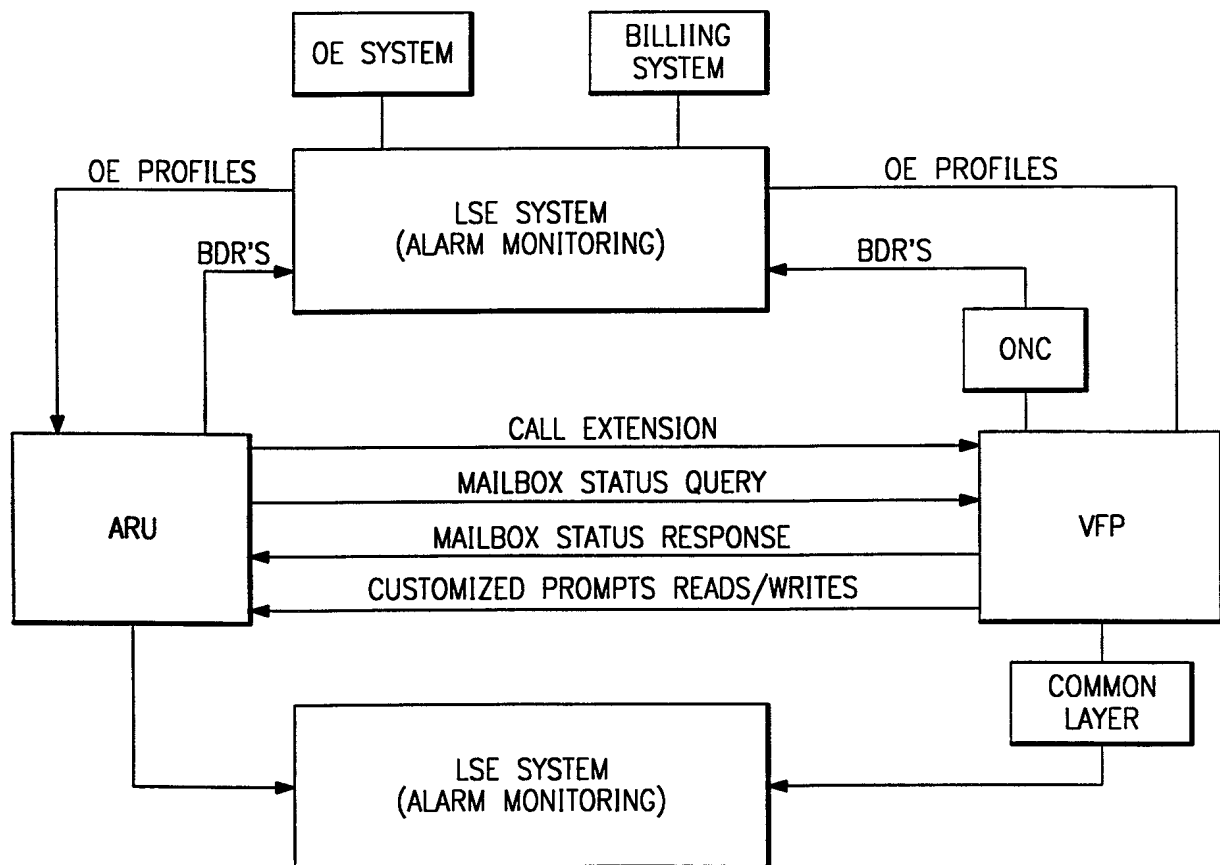 OE SYSTEM
BILLIING
SYSTEM
OE PROFILES
OE PROFILES
LSE SYSTEM
(ALARM MONITORING)
BDR'S
BDR'S
ONC
CALL EXTENSION
MAILBOX STATUS QUERY
ARU
VFP
MAILBOX STATUS RESPONSE
CUSTOMIZED PROMPTS READS/WRITES
COMMON
LAYER
LSE SYSTEM
(ALARM MONITORING)